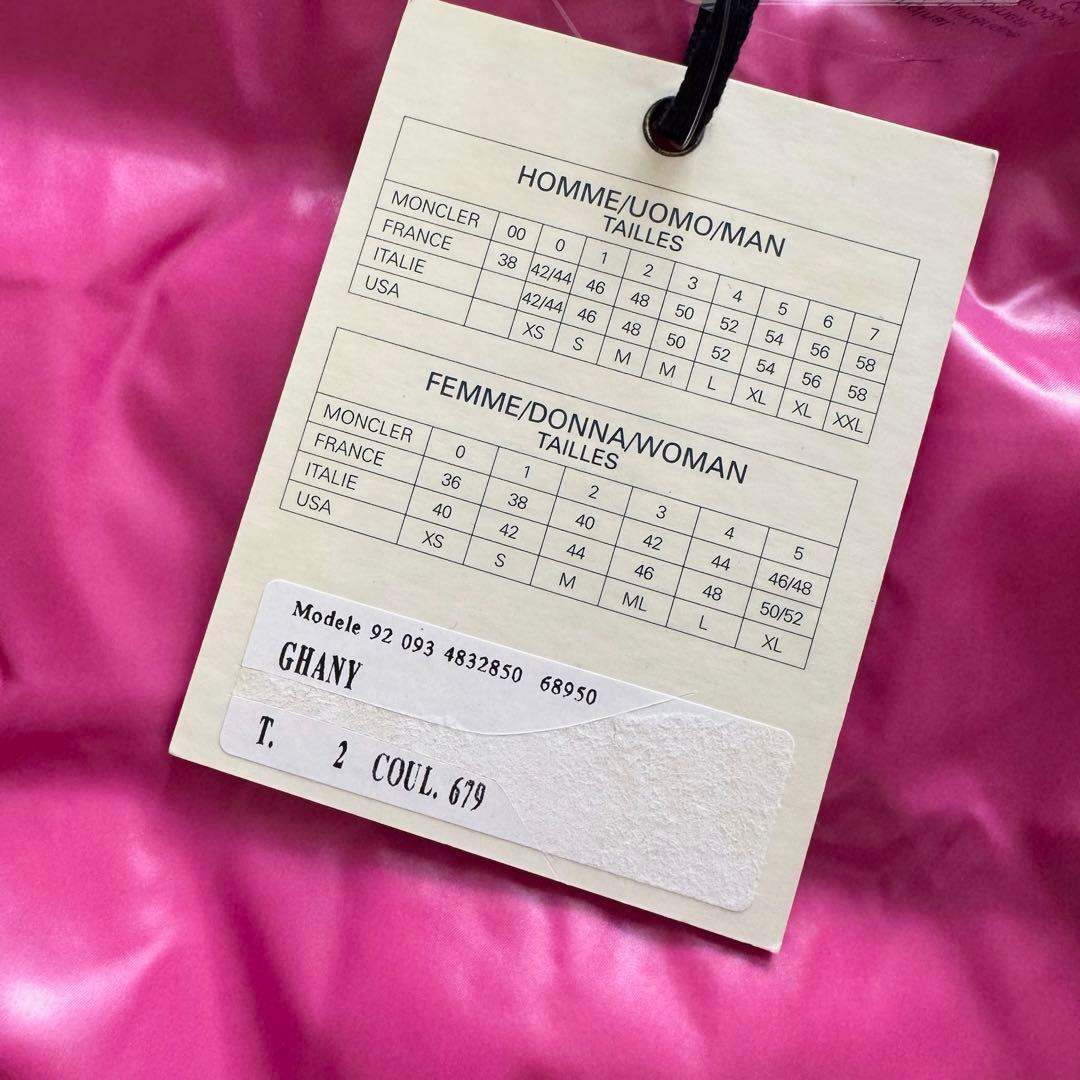 HOMME/UOMO/MAN
TAILLES
MONCLER 00 0 1 2 3 4 5 6 7
FRANCE 38 42/44 46 48 50 52 54 56 58
ITALIE 42/44 46 48 50 52 54 56 58
USA XS S M M L XL XL XXL
FEMME/DONNA/WOMAN
TAILLES
MONCLER 0 1 2 3 4 5
FRANCE 36 38 40 42 44 46/48
ITALIE 40 42 44 46 48 50/52
USA XS S M ML L XL
Modele 92 093 4832850 68950
GHANY
T. 2 COUL. 679